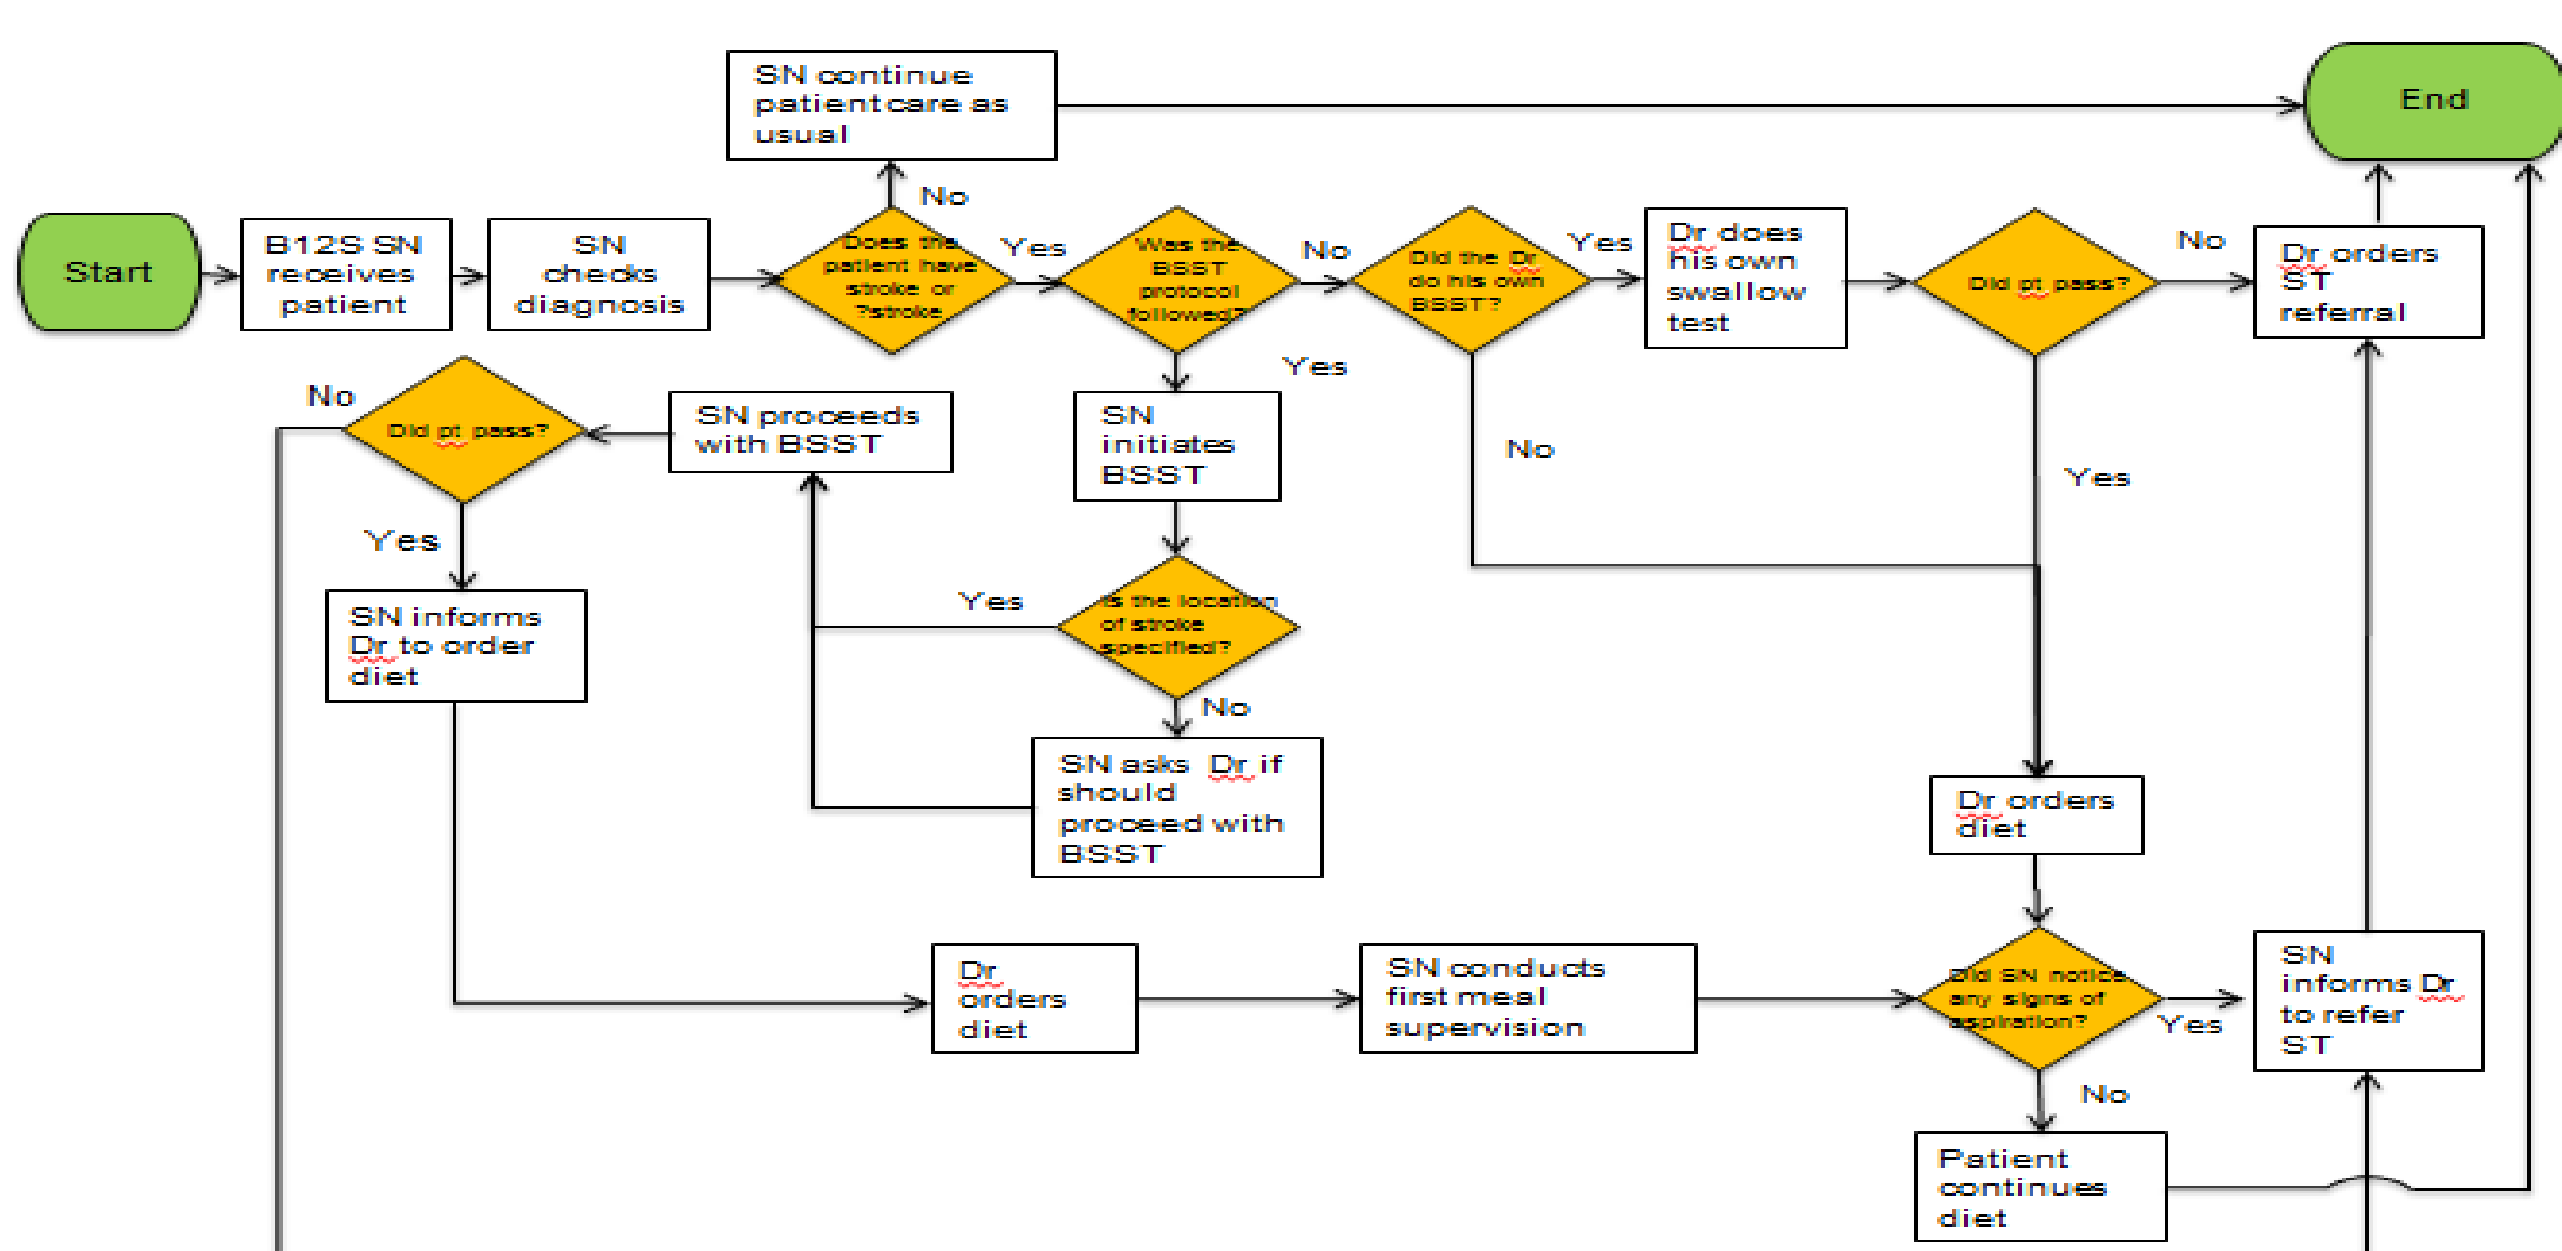 SN continue
patient care as
usual
End
No
Start
B12S SN
receives
patient
SN
checks
diagnosis
Does the
patient have
stroke or
?stroke
Yes
Was the
BSST
protocol
followed?
No
Did the Dr
do his own
BSST?
Yes
Dr does
his own
swallow
test
Did pt pass?
No
Dr orders
ST
referral
No
Did pt pass?
SN proceeds
with BSST
SN
initiates
BSST
Yes
No
Yes
Yes
SN informs
Dr to order
diet
Yes
Is the location
of stroke
specified?
No
SN asks Dr if
should
proceed with
BSST
Dr orders
diet
Dr
orders
diet
SN conducts
first meal
supervision
Did SN notice
any signs of
aspiration?
Yes
SN
informs Dr
to refer
ST
No
Patient
continues
diet